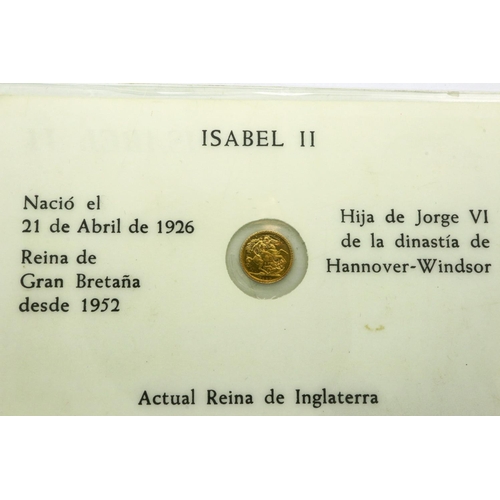 ISABEL II
Nació el
21 de Abril de 1926
Reina de
Gran Bretaña
desde 1952
Hija de Jorge VI
de la dinastía de
Hannover-Windsor
Actual Reina de Inglaterra